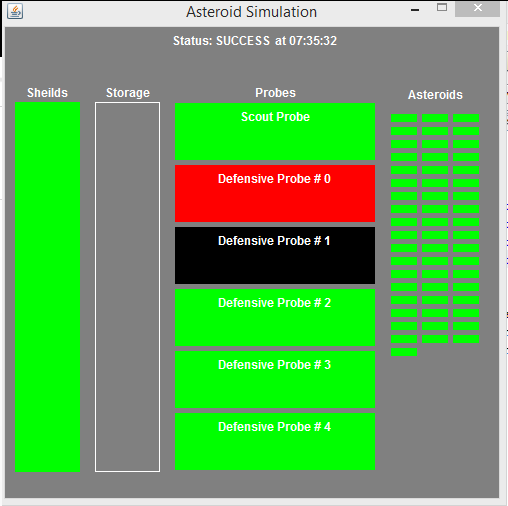 Asteroid Simulation
Status: SUCCESS at 07:35:32
Sheilds
Storage
Probes
Asteroids
Scout Probe
Defensive Probe # 0
Defensive Probe # 1
Defensive Probe # 2
Defensive Probe # 3
Defensive Probe # 4